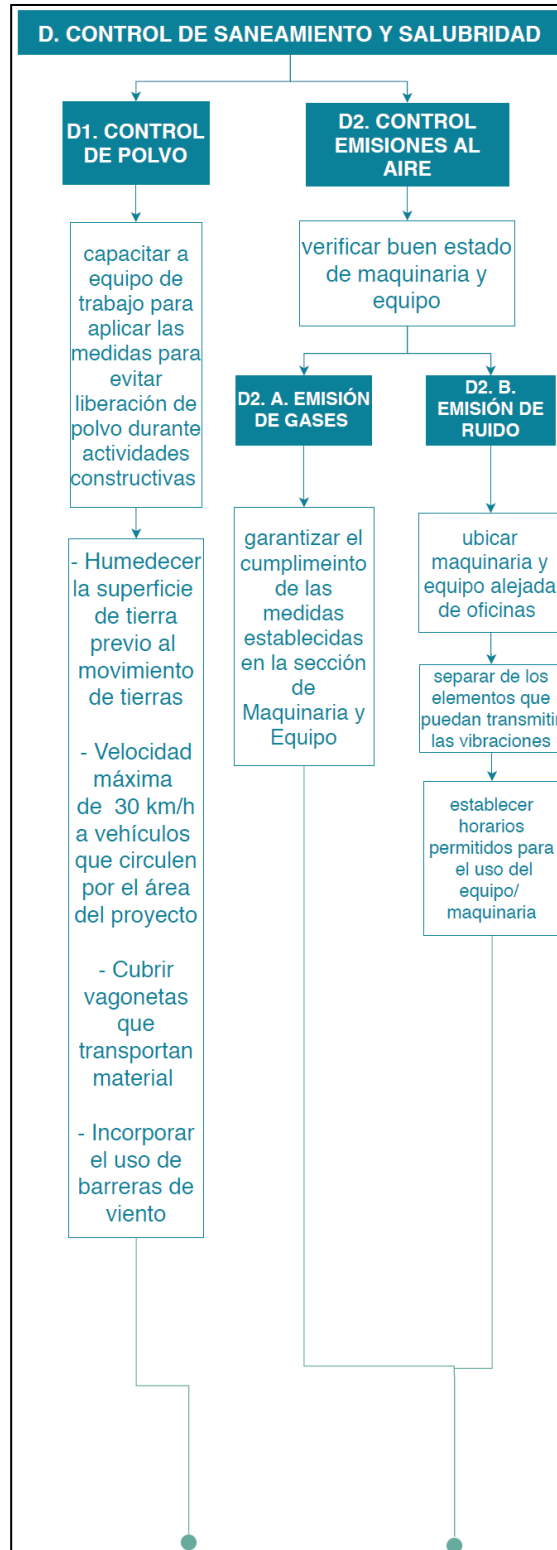 D. CONTROL DE SANEAMIENTO Y SALUBRIDAD
D1. CONTROL
DE POLVO
capacitar a
equipo de
trabajo para
aplicar las
medidas para
evitar
liberación de
polvo durante
actividades
constructivas
- Humedecer
la superficie
de tierra
previo al
movimiento
de tierras
- Velocidad
máxima
de 30 km/h
a vehículos
que circulen
por el área
del proyecto
- Cubrir
vagonetas
que
transportan
material
- Incorporar
el uso de
barreras de
viento
D2. CONTROL
EMISIONES AL
AIRE
verificar buen estado
de maquinaria y
equipo
D2. A. EMISIÓN
DE GASES
garantizar el
cumplimeinto
de las
medidas
establecidas
en la sección
de
Maquinaria y
Equipo
D2. B.
EMISIÓN DE
RUIDO
ubicar
maquinaria y
equipo alejada
de oficinas
separar de los
elementos que
puedan transmitir
las vibraciones
establecer
horarios
permitidos para
el uso del
equipo/
maquinaria